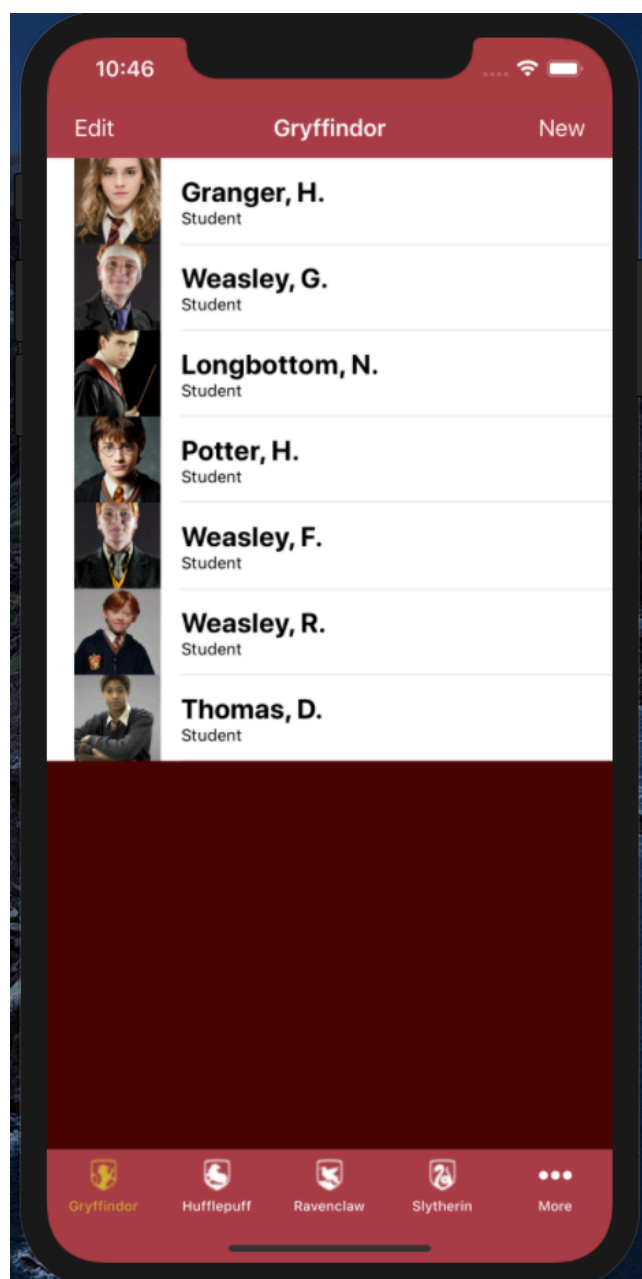 10:46
Edit Gryffindor New
Granger, H.
Student
Weasley, G.
Student
Longbottom, N.
Student
Potter, H.
Student
Weasley, F.
Student
Weasley, R.
Student
Thomas, D.
Student
Gryffindor Hufflepuff Ravenclaw Slytherin More